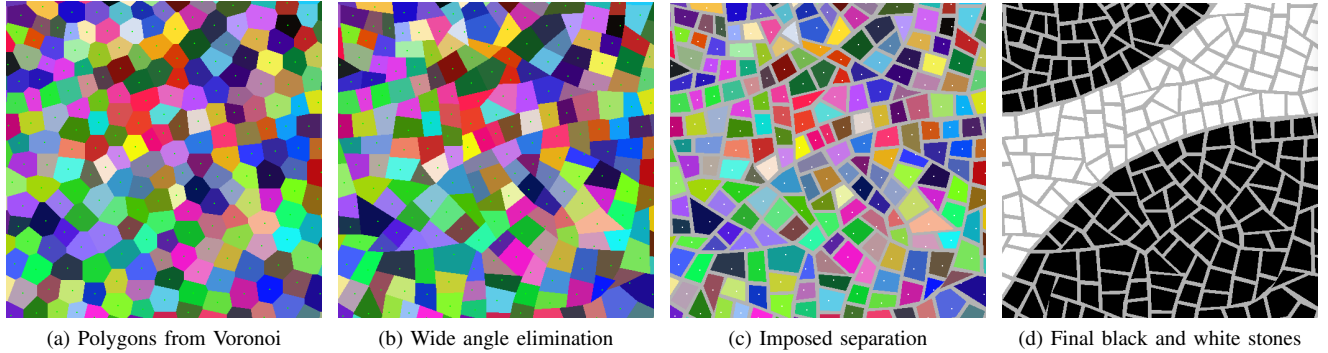 (a) Polygons from Voronoi
(b) Wide angle elimination
(c) Imposed separation
(d) Final black and white stones